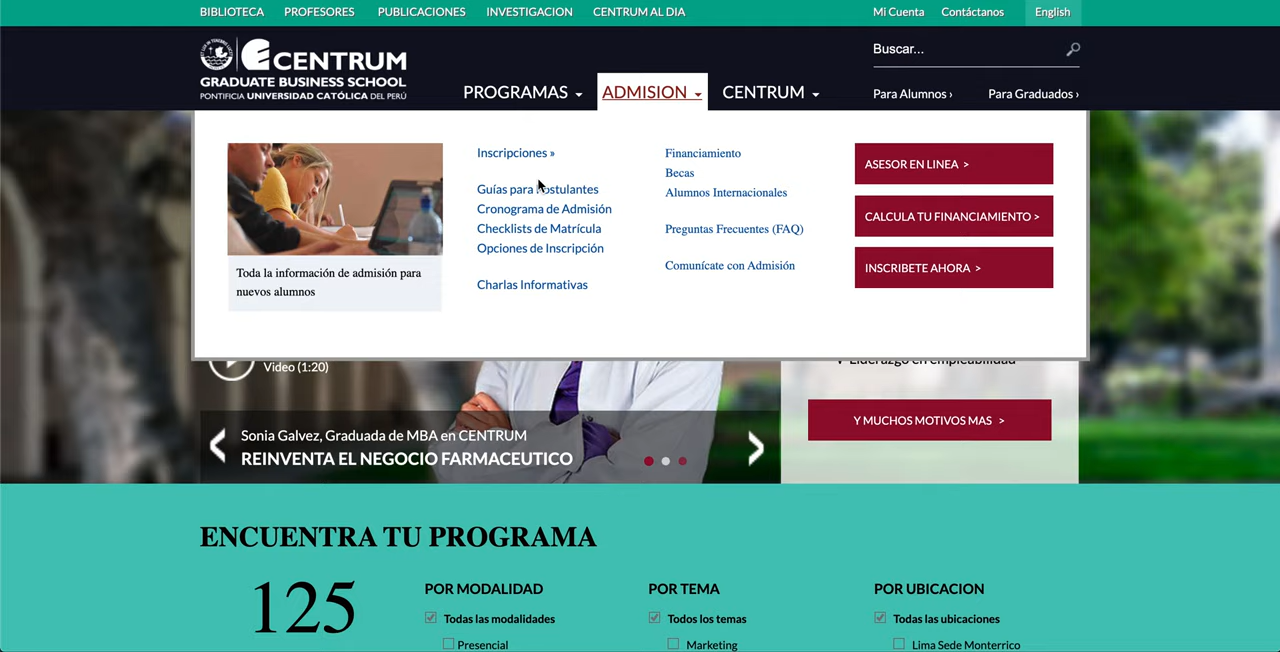 BIBLIOTECA PROFESORES PUBLICACIONES INVESTIGACION CENTRUM AL DIA Mi Cuenta Contáctanos English
CENTRUM
GRADUATE BUSINESS SCHOOL
PONTIFICIA UNIVERSIDAD CATÓLICA DEL PERÚ
Buscar...
PROGRAMAS ADMISION CENTRUM Para Alumnos › Para Graduados ›
Toda la información de admisión para
nuevos alumnos
Inscripciones »
Guías para Postulantes
Cronograma de Admisión
Checklists de Matrícula
Opciones de Inscripción
Charlas Informativas
Financiamiento
Becas
Alumnos Internacionales
Preguntas Frecuentes (FAQ)
Comunícate con Admisión
ASESOR EN LINEA >
CALCULA TU FINANCIAMIENTO >
INSCRIBETE AHORA >
Video (1:20)
Liderazgo en empleabilidad
Sonia Galvez, Graduada de MBA en CENTRUM
REINVENTA EL NEGOCIO FARMACEUTICO
Y MUCHOS MOTIVOS MAS >
ENCUENTRA TU PROGRAMA
125
POR MODALIDAD
Todas las modalidades
Presencial
POR TEMA
Todos los temas
Marketing
POR UBICACION
Todas las ubicaciones
Lima Sede Monterrico